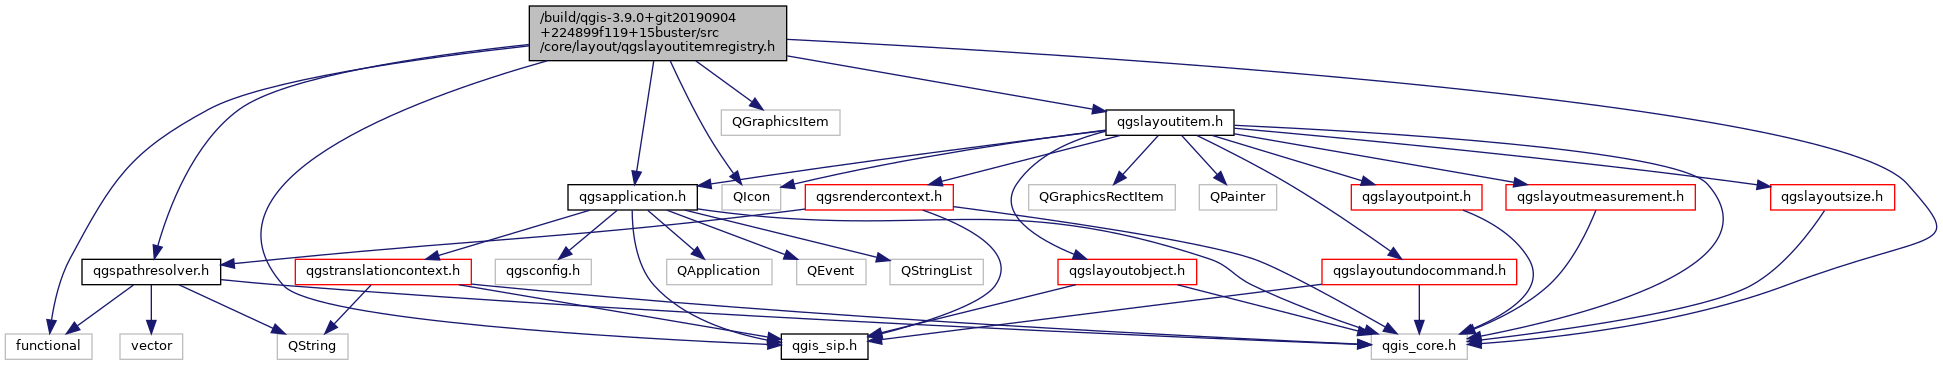 /build/qgis-3.9.0+git20190904
+224899f119+15buster/src
/core/layout/qgslayoutitemregistry.h
QGraphicsItem
qgslayoutitem.h
qgsapplication.h
QIcon
qgsrendercontext.h
QGraphicsRectItem
QPainter
qgslayoutpoint.h
qgslayoutmeasurement.h
qgslayoutsize.h
qgspathresolver.h
qgstranslationcontext.h
qgsconfig.h
QApplication
QEvent
QStringList
qgslayoutobject.h
qgslayoutundocommand.h
functional
vector
QString
qgis_sip.h
qgis_core.h